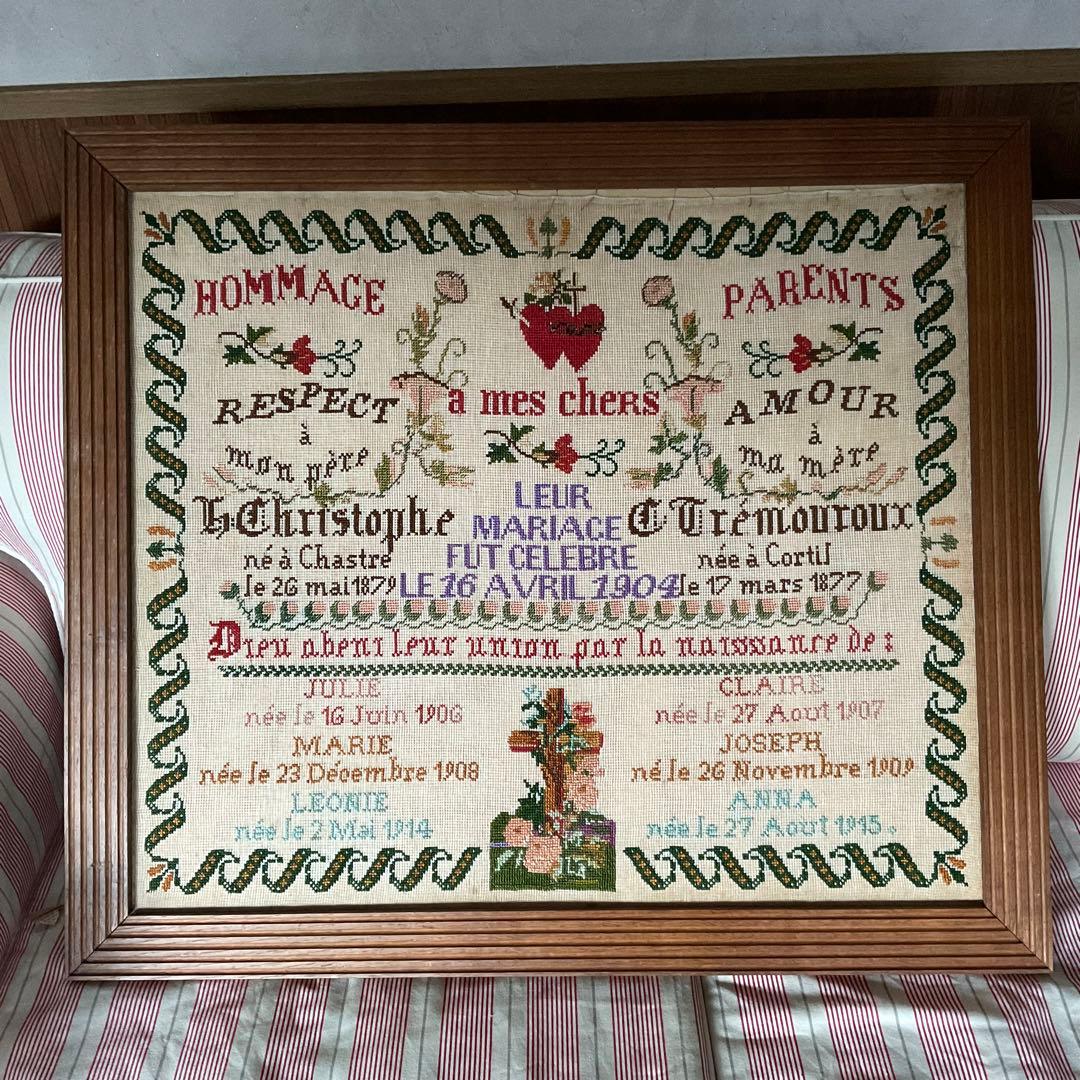 HOMMAGE PARENTS
a mes chers
RESPECT AMOUR
à à
mon père ma mère
LEUR
h Christophe MARIAGE C Trémouroux
né à Chastre FUT CELEBRE née à Cortil
le 26 mai 1879 LE 16 AVRIL 1904 le 17 mars 1877
Dieu a beni leur union par la naissance de :
JULIE CLAIRE
née le 16 Juin 1906 née le 27 Aout 1907
MARIE JOSEPH
née le 23 Décembre 1908 né le 26 Novembre 1909
LEONIE ANNA
née le 2 Mai 1914 née le 27 Aout 1915.